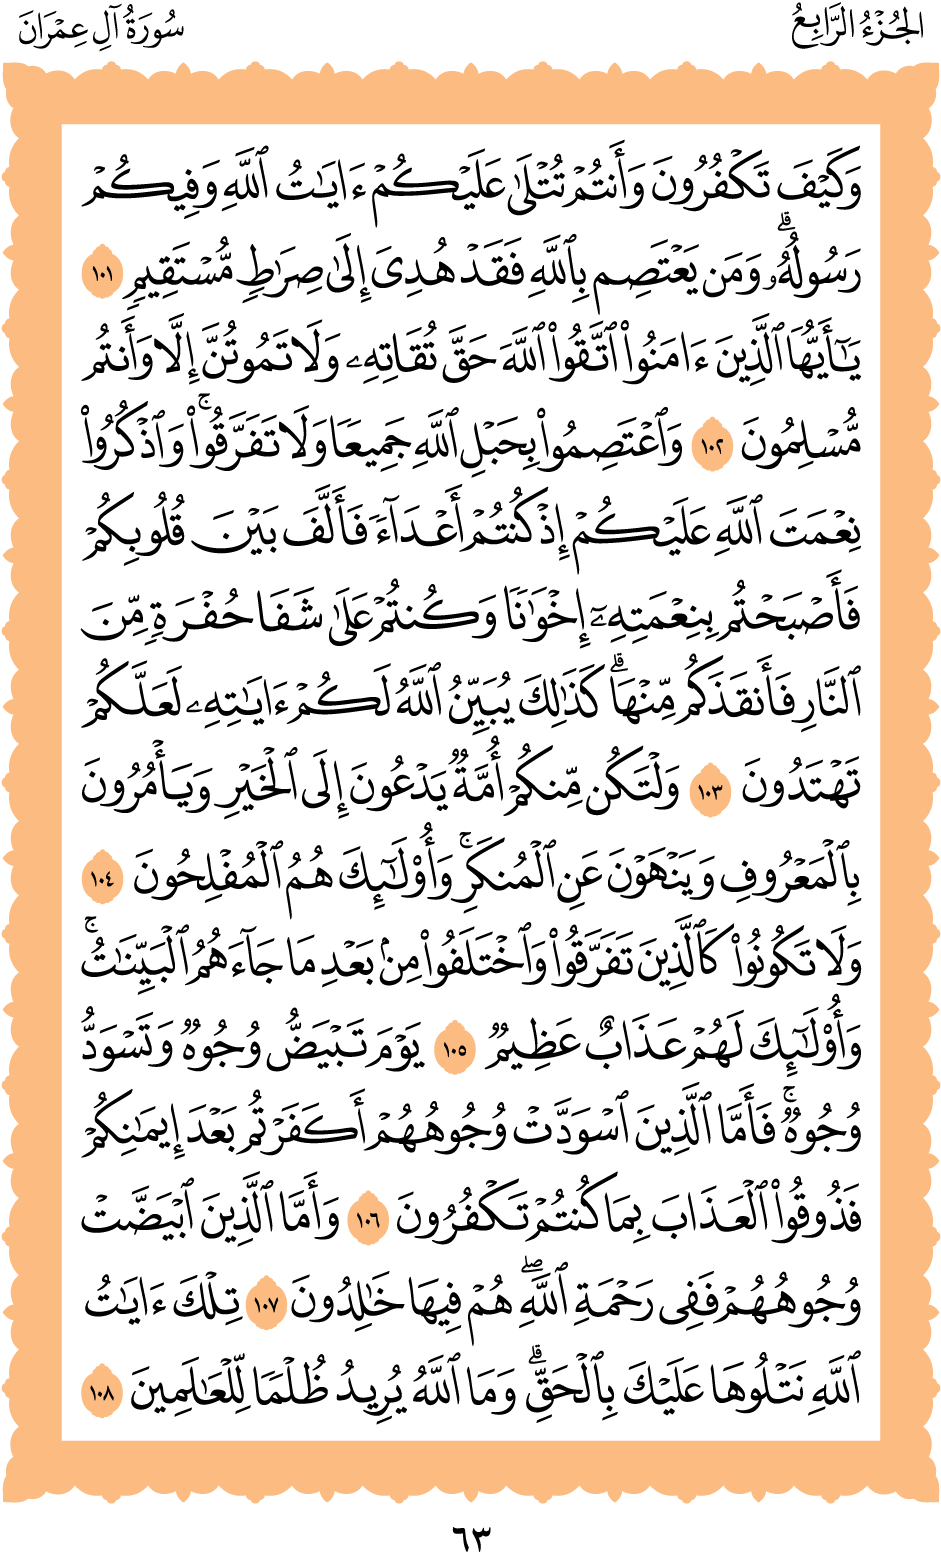 الجُزْءُ الرَّابِعُ
سُورَةُ آلِ عِمْرَانَ
وَكَيْفَ تَكْفُرُونَ وَأَنتُمْ تُتْلَىٰ عَلَيْكُمْ ءَايَٰتُ ٱللَّهِ وَفِيكُمْ
رَسُولُهُۥۗ وَمَن يَعْتَصِم بِٱللَّهِ فَقَدْ هُدِىَ إِلَىٰ صِرَٰطٍ مُّسْتَقِيمٍ ١٠١
يَٰٓأَيُّهَا ٱلَّذِينَ ءَامَنُوا۟ ٱتَّقُوا۟ ٱللَّهَ حَقَّ تُقَاتِهِۦ وَلَا تَمُوتُنَّ إِلَّا وَأَنتُم
مُّسْلِمُونَ ١٠٢ وَٱعْتَصِمُوا۟ بِحَبْلِ ٱللَّهِ جَمِيعًا وَلَا تَفَرَّقُوا۟ۚ وَٱذْكُرُوا۟
نِعْمَتَ ٱللَّهِ عَلَيْكُمْ إِذْ كُنتُمْ أَعْدَآءً فَأَلَّفَ بَيْنَ قُلُوبِكُمْ
فَأَصْبَحْتُم بِنِعْمَتِهِۦٓ إِخْوَٰنًا وَكُنتُمْ عَلَىٰ شَفَا حُفْرَةٍ مِّنَ
ٱلنَّارِ فَأَنقَذَكُم مِّنْهَاۗ كَذَٰلِكَ يُبَيِّنُ ٱللَّهُ لَكُمْ ءَايَٰتِهِۦ لَعَلَّكُمْ
تَهْتَدُونَ ١٠٣ وَلْتَكُن مِّنكُمْ أُمَّةٌ يَدْعُونَ إِلَى ٱلْخَيْرِ وَيَأْمُرُونَ
بِٱلْمَعْرُوفِ وَيَنْهَوْنَ عَنِ ٱلْمُنكَرِۚ وَأُو۟لَٰٓئِكَ هُمُ ٱلْمُفْلِحُونَ ١٠٤
وَلَا تَكُونُوا۟ كَٱلَّذِينَ تَفَرَّقُوا۟ وَٱخْتَلَفُوا۟ مِنۢ بَعْدِ مَا جَآءَهُمُ ٱلْبَيِّنَٰتُۚ
وَأُو۟لَٰٓئِكَ لَهُمْ عَذَابٌ عَظِيمٌ ١٠٥ يَوْمَ تَبْيَضُّ وُجُوهٌ وَتَسْوَدُّ
وُجُوهٌۚ فَأَمَّا ٱلَّذِينَ ٱسْوَدَّتْ وُجُوهُهُمْ أَكَفَرْتُم بَعْدَ إِيمَٰنِكُمْ
فَذُوقُوا۟ ٱلْعَذَابَ بِمَا كُنتُمْ تَكْفُرُونَ ١٠٦ وَأَمَّا ٱلَّذِينَ ٱبْيَضَّتْ
وُجُوهُهُمْ فَفِى رَحْمَةِ ٱللَّهِۖ هُمْ فِيهَا خَٰلِدُونَ ١٠٧ تِلْكَ ءَايَٰتُ
ٱللَّهِ نَتْلُوهَا عَلَيْكَ بِٱلْحَقِّۗ وَمَا ٱللَّهُ يُرِيدُ ظُلْمًا لِّلْعَٰلَمِينَ ١٠٨
٦٣